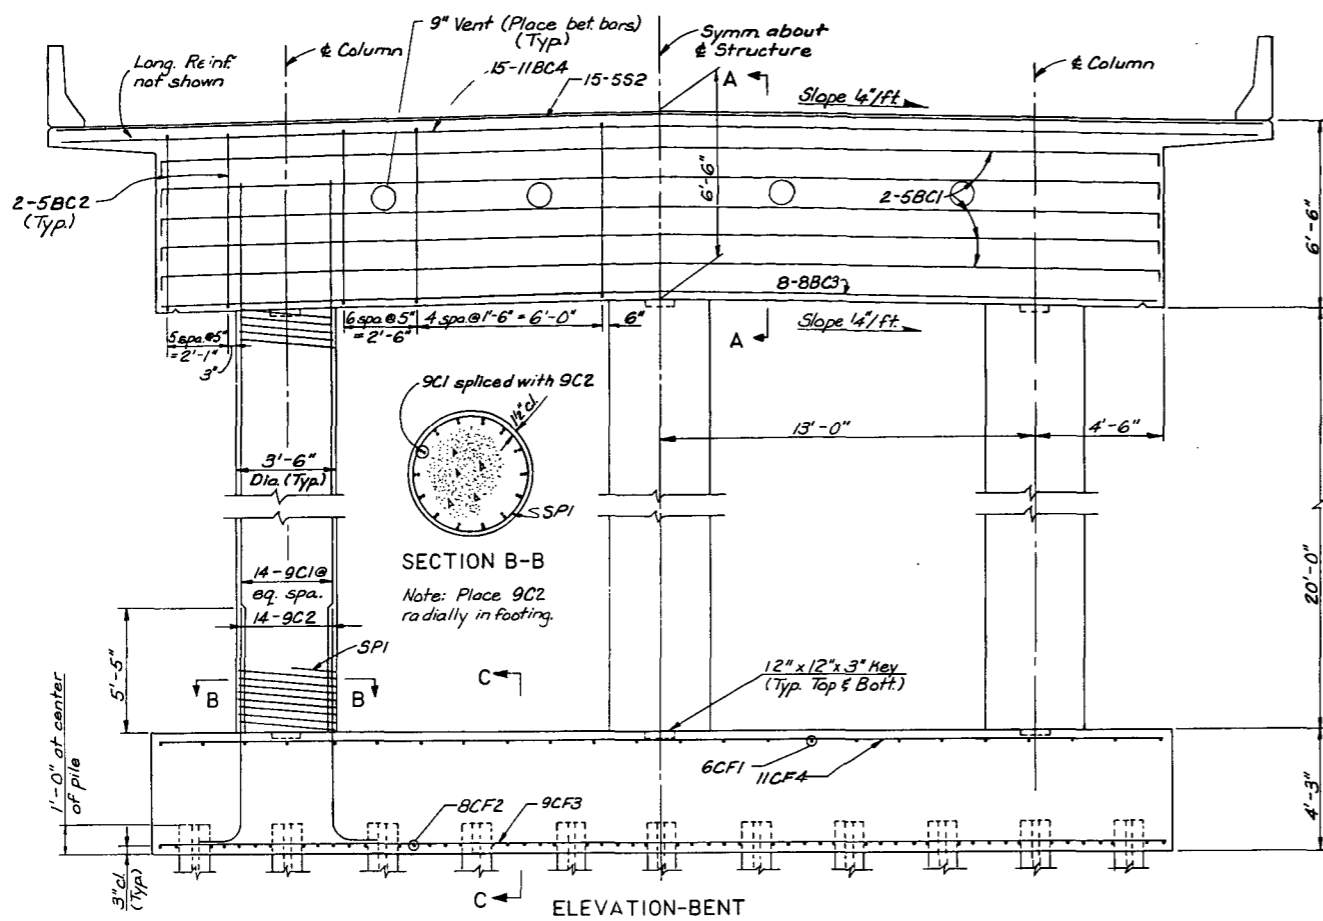 9" Vent (Place bet. bars)
(Typ.)
Symm. about
℄ Structure
℄ Column
℄ Column
Long. Reinf.
not shown
15-11BC4
15-5S2
A
Slope ¼"/ft.
2-5BC2
(Typ.)
6'-6"
2-5BC1
6'-6"
8-8BC3
5 spa.@5"
= 2'-1"
3"
6 spa.@5"
= 2'-6"
4 spa.@1'-6" = 6'-0"
6"
A
Slope ¼"/ft.
9C1 spliced with 9C2
1½" cl.
13'-0"
4'-6"
3'-6"
Dia. (Typ.)
SP1
SECTION B-B
Note: Place 9C2
radially in footing.
14-9C1@
eq. spa.
14-9C2
20'-0"
5'-5"
SP1
B
B
C
12" x 12" x 3" Key
(Typ. Top & Bott.)
1'-0" at center
of pile
6CF1
11CF4
4'-3"
8CF2
9CF3
3" cl.
(Typ.)
C
ELEVATION-BENT